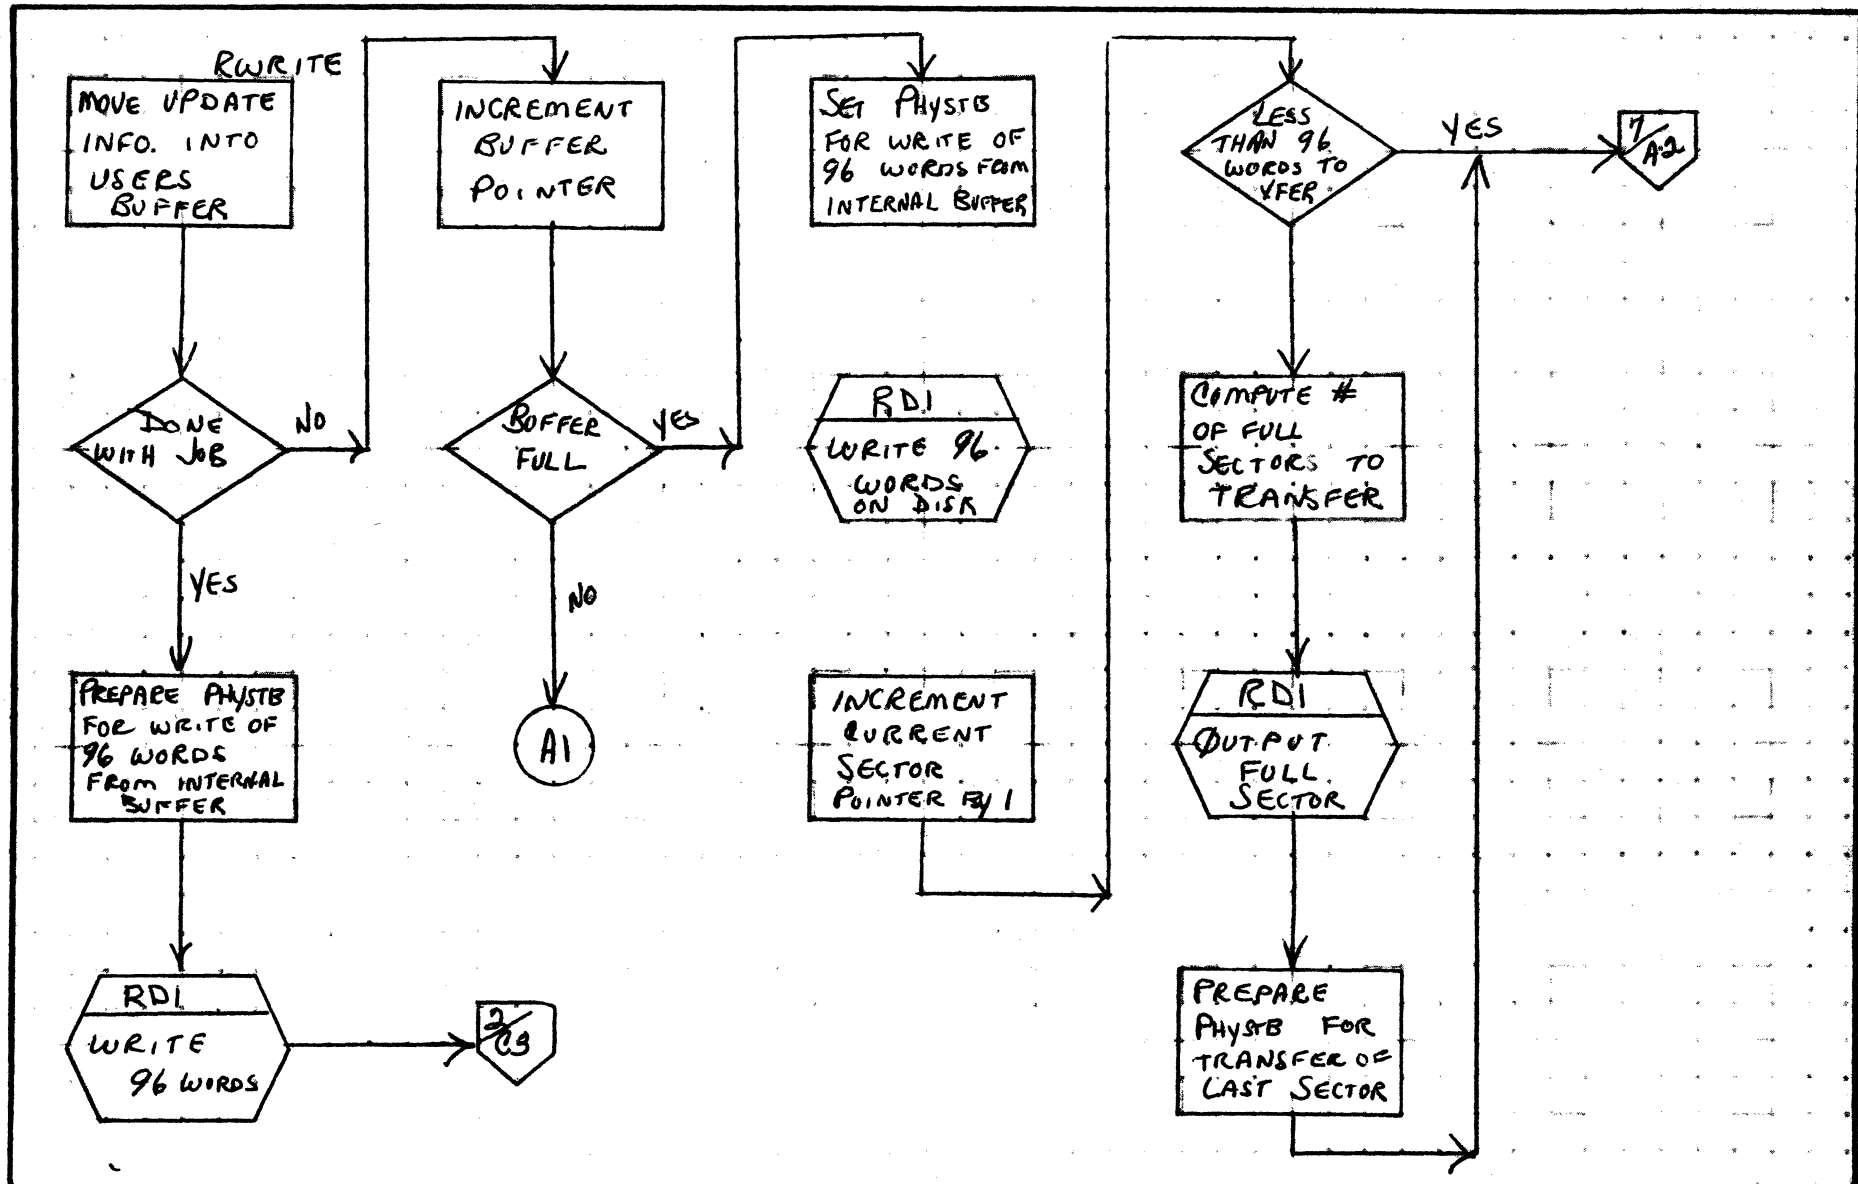 RWRITE
MOVE UPDATE
INFO. INTO
USERS
BUFFER
DONE
WITH JOB
NO
YES
PREPARE PHYSTB
FOR WRITE OF
96 WORDS
FROM INTERNAL
BUFFER
RDI
WRITE
96 WORDS
2/
C3
INCREMENT
BUFFER
POINTER
BUFFER
FULL
YES
NO
A1
SET PHYSTB
FOR WRITE OF
96 WORDS FROM
INTERNAL BUFFER
RDI
WRITE 96
WORDS
ON DISK
INCREMENT
CURRENT
SECTOR
POINTER BY 1
LESS
THAN 96
WORDS TO
XFER
YES
7/
A2
COMPUTE #
OF FULL
SECTORS TO
TRANSFER
RDI
OUTPUT
FULL
SECTOR
PREPARE
PHYSTB FOR
TRANSFER OF
LAST SECTOR